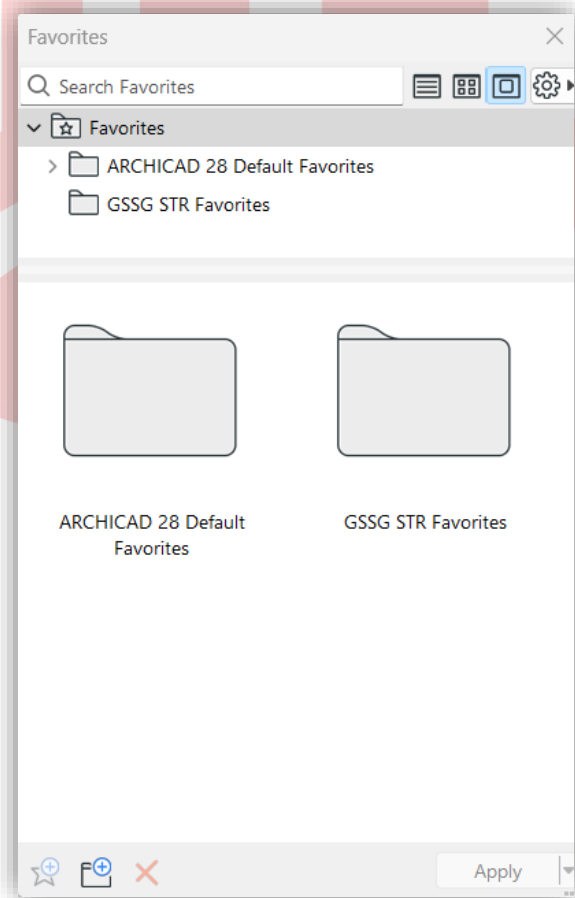 Favorites
Search Favorites
Favorites
ARCHICAD 28 Default Favorites
GSSG STR Favorites
ARCHICAD 28 Default
Favorites
GSSG STR Favorites
Apply